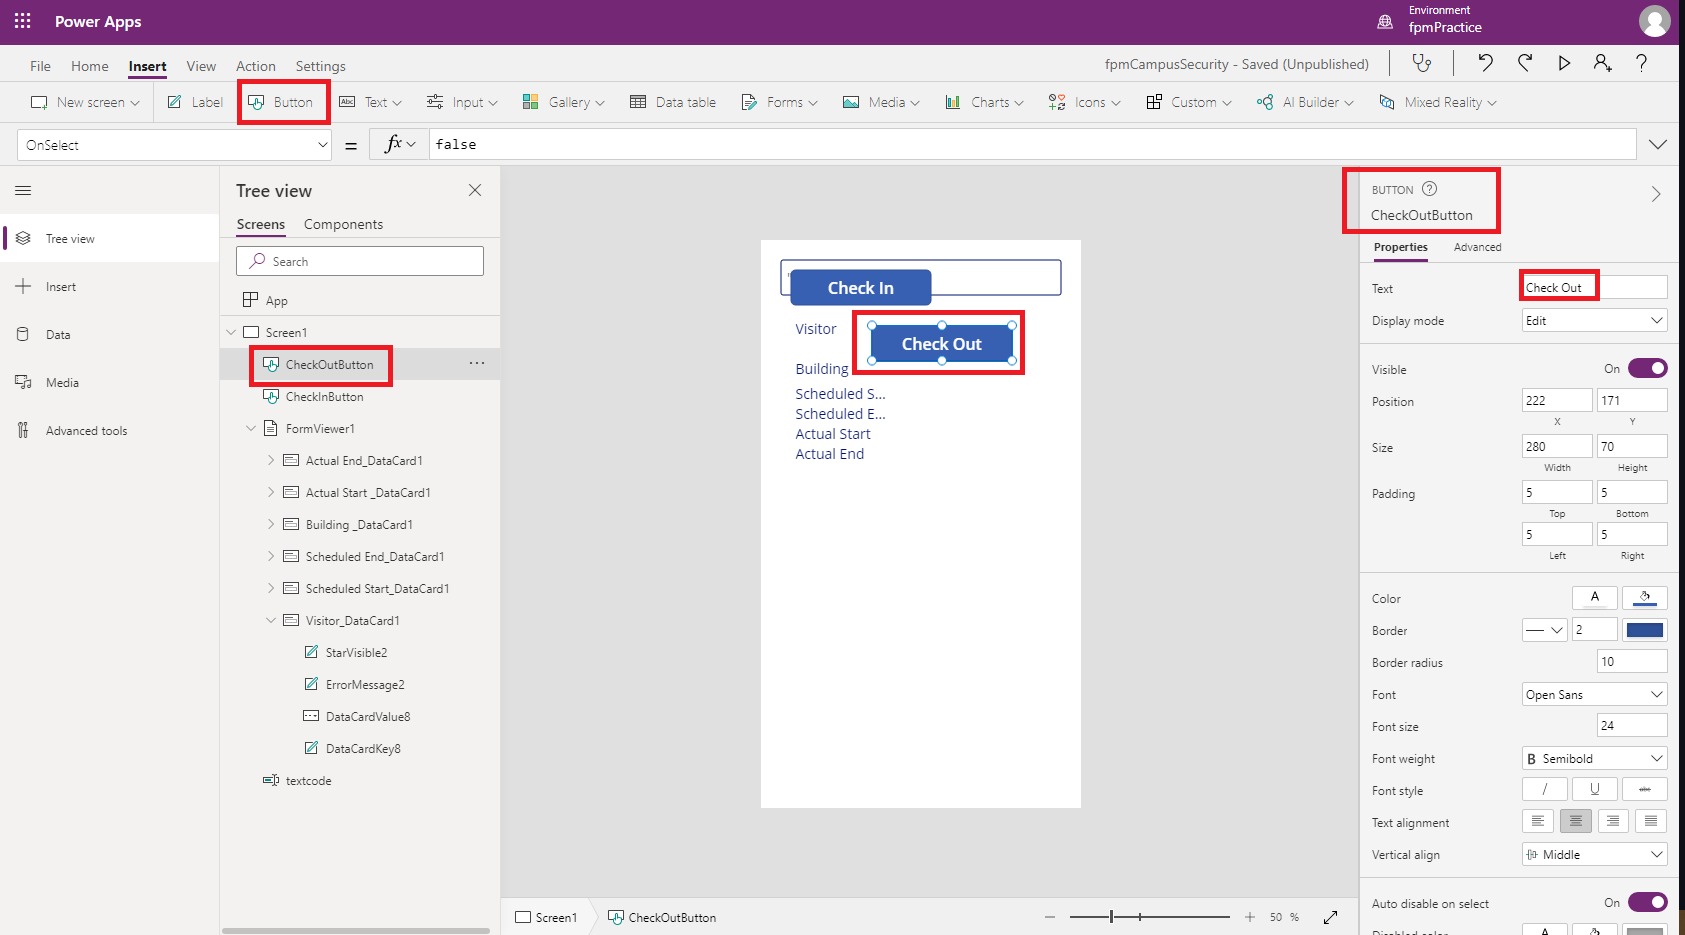 Power Apps
Environment
fpmPractice
File Home Insert View Action Settings
fpmCampusSecurity - Saved (Unpublished)
New screen Label Button Text Input Gallery Data table Forms Media Charts Icons Custom AI Builder Mixed Reality
OnSelect = fx false
Tree view
Insert
Data
Media
Advanced tools
Tree view
Screens Components
Search
App
Screen1
CheckOutButton
CheckInButton
FormViewer1
Actual End_DataCard1
Actual Start _DataCard1
Building _DataCard1
Scheduled End_DataCard1
Scheduled Start_DataCard1
Visitor_DataCard1
StarVisible2
ErrorMessage2
DataCardValue8
DataCardKey8
textcode
Check In
Visitor
Check Out
Building
Scheduled S...
Scheduled E...
Actual Start
Actual End
Screen1 CheckOutButton
50 %
BUTTON ?
CheckOutButton
Properties Advanced
Text Check Out
Display mode Edit
Visible On
Position 222 171
X Y
Size 280 70
Width Height
Padding 5 5
Top Bottom
5 5
Left Right
Color A
Border 2
Border radius 10
Font Open Sans
Font size 24
Font weight B Semibold
Font style / U abc
Text alignment
Vertical align Middle
Auto disable on select On
Disabled color A